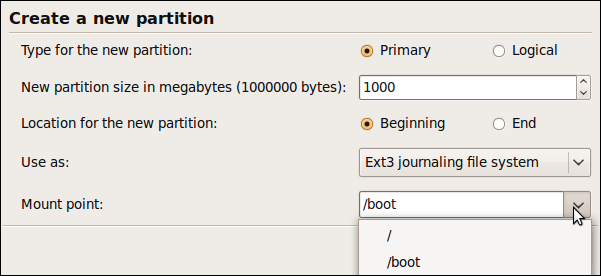 Create a new partition
Type for the new partition: Primary Logical
New partition size in megabytes (1000000 bytes): 1000
Location for the new partition: Beginning End
Use as: Ext3 journaling file system
Mount point: /boot
/
/boot